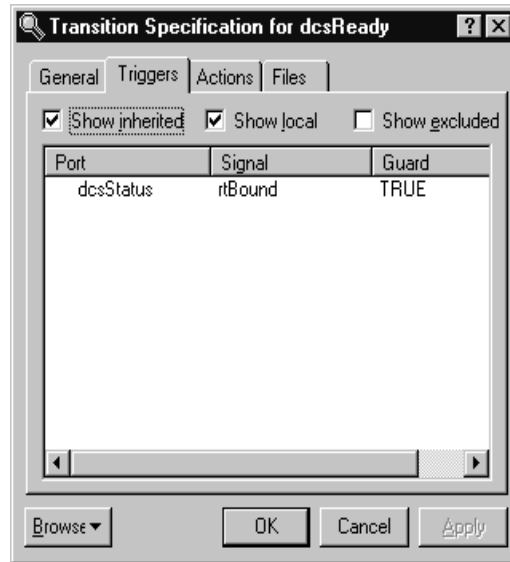 Transition Specification for dcsReady ? X
General Triggers Actions Files
Show inherited Show local Show excluded
Port Signal Guard
dcsStatus rtBound TRUE
Browse OK Cancel Apply